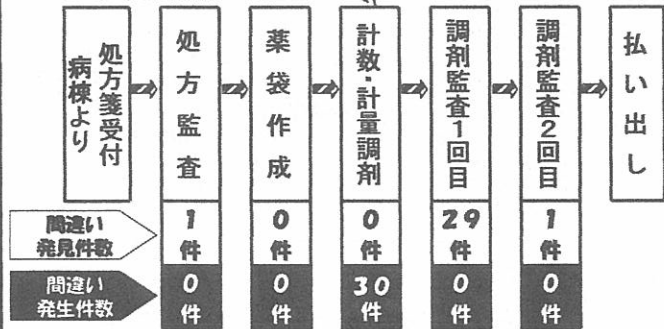 処方箋受付
病棟より
処方監査
薬袋作成
計数・計量調剤
調剤監査1回目
調剤監査2回目
払い出し
間違い
発見件数
1件
0件
0件
29件
1件
間違い
発生件数
0件
0件
30件
0件
0件